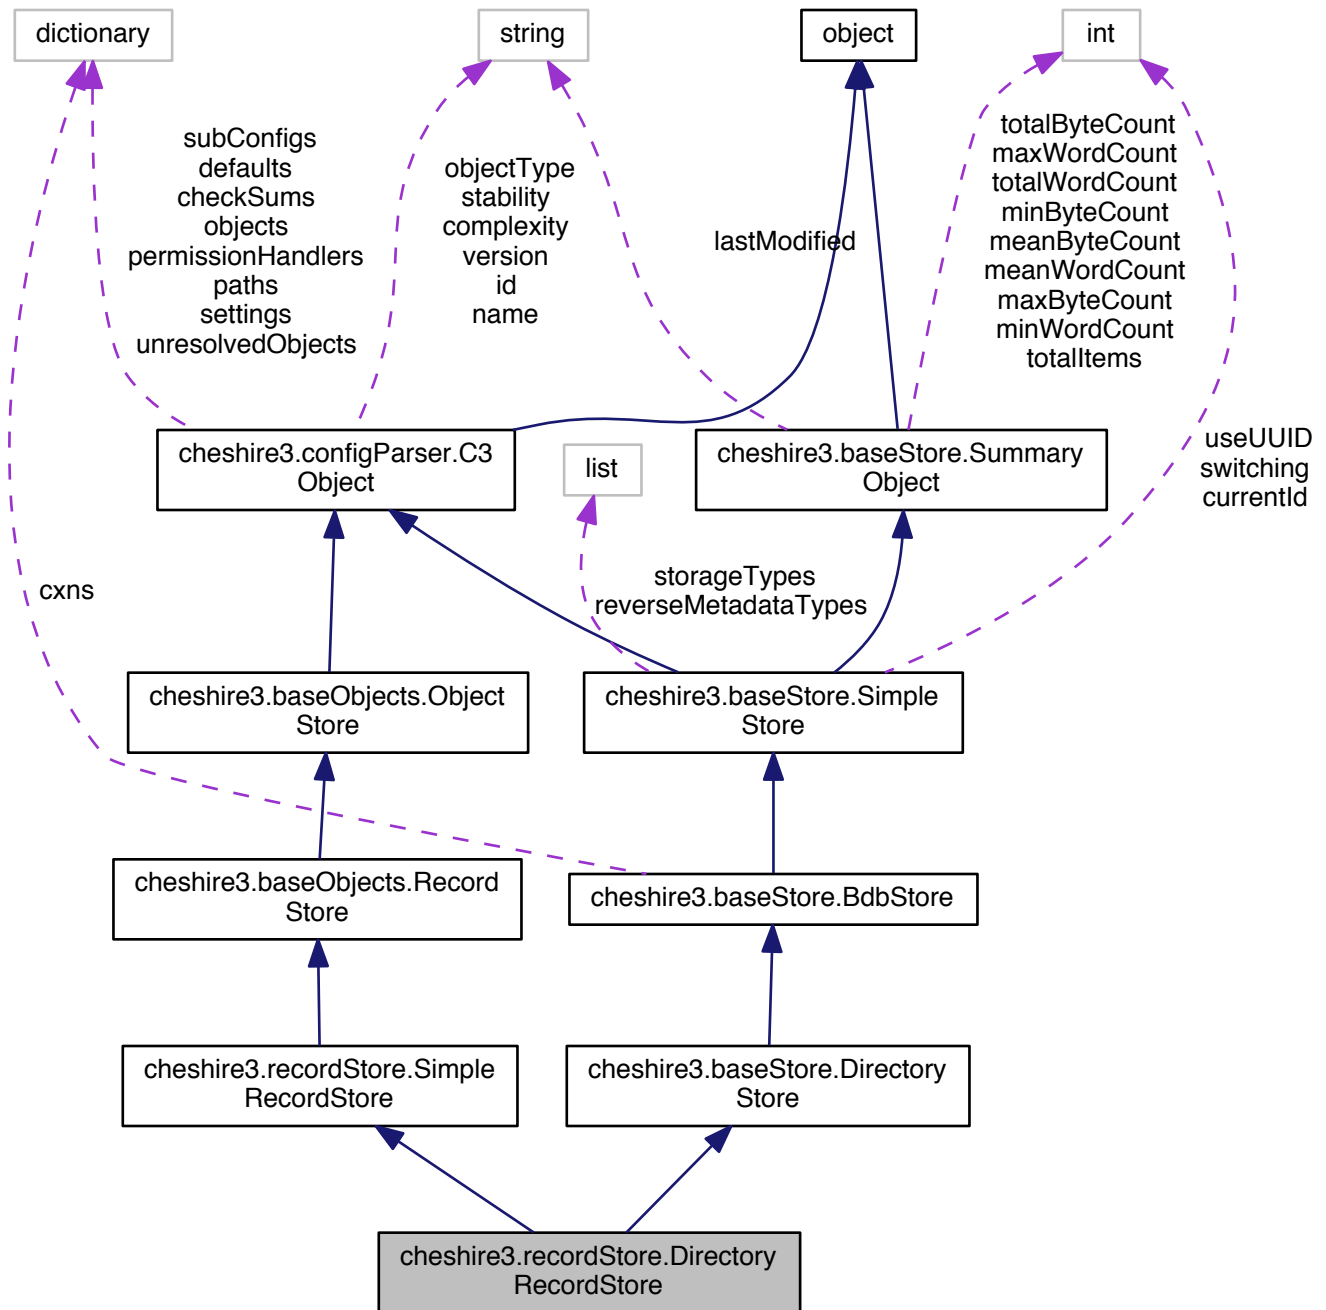 dictionary
string
object
int
subConfigs
defaults
checkSums
objects
permissionHandlers
paths
settings
unresolvedObjects
objectType
stability
complexity
version
id
name
lastModified
totalByteCount
maxWordCount
totalWordCount
minByteCount
meanByteCount
meanWordCount
maxByteCount
minWordCount
totalItems
cheshire3.configParser.C3
Object
list
cheshire3.baseStore.Summary
Object
useUUID
switching
currentId
cxns
storageTypes
reverseMetadataTypes
cheshire3.baseObjects.Object
Store
cheshire3.baseStore.Simple
Store
cheshire3.baseObjects.Record
Store
cheshire3.baseStore.BdbStore
cheshire3.recordStore.Simple
RecordStore
cheshire3.baseStore.Directory
Store
cheshire3.recordStore.Directory
RecordStore